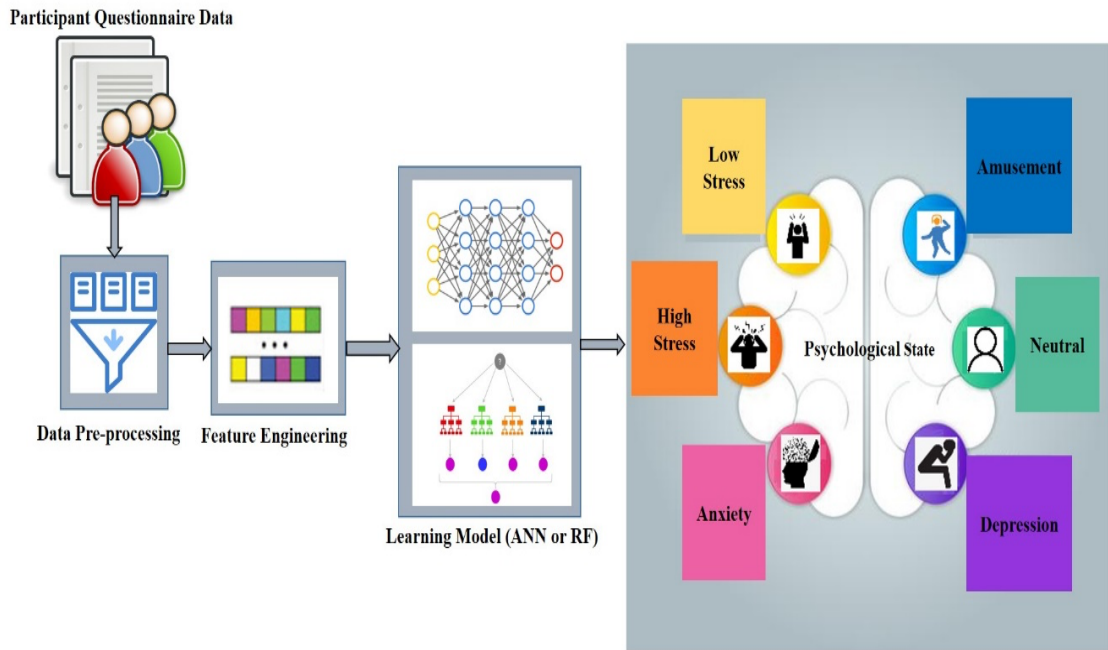 Participant Questionnaire Data
Data Pre-processing
Feature Engineering
?
Learning Model (ANN or RF)
Low
Stress
High
Stress
Anxiety
Psychological State
Amusement
Neutral
Depression